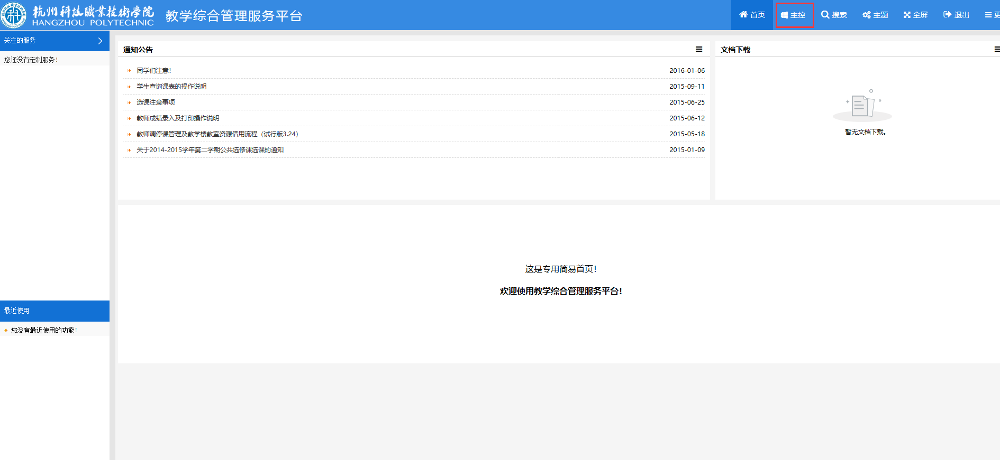 杭州科技職業技術學院
HANGZHOU POLYTECHNIC
教学综合管理服务平台
首页 主控 搜索 主题 全屏 退出
关注的服务
您还没有定制服务!
通知公告
同学们注意! 2016-01-06
学生查询课表的操作说明 2015-09-11
选课注意事项 2015-06-25
教师成绩录入及打印操作说明 2015-06-12
教师调停课管理及教学楼教室资源借用流程（试行版3.24） 2015-05-18
关于2014-2015学年第二学期公共选修课选课的通知 2015-01-09
文档下载
暂无文档下载。
这是专用简易首页!
欢迎使用教学综合管理服务平台!
最近使用
您没有最近使用的功能!